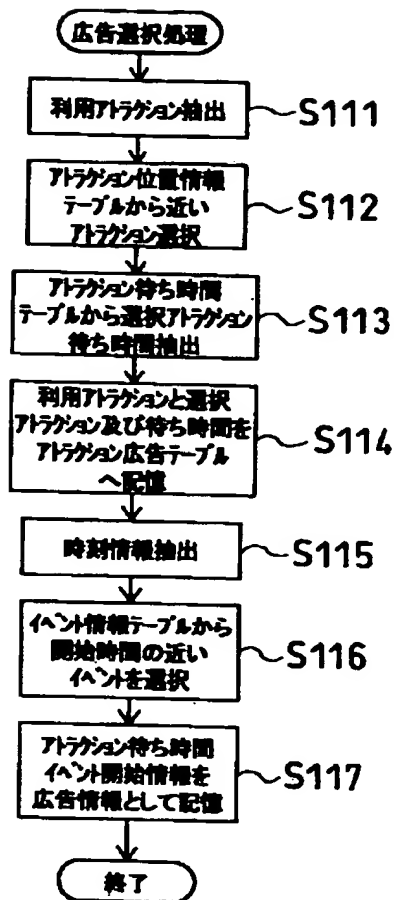 広告選択処理
利用アトラクション抽出
S111
アトラクション位置情報
テーブルから近い
アトラクション選択
S112
アトラクション待ち時間
テーブルから選択アトラクション
待ち時間抽出
S113
利用アトラクションと選択
アトラクション及び待ち時間を
アトラクション広告テーブル
へ記憶
S114
時刻情報抽出
S115
イベント情報テーブルから
開始時間の近い
イベントを選択
S116
アトラクション待ち時間
イベント開始情報を
広告情報として記憶
S117
終了